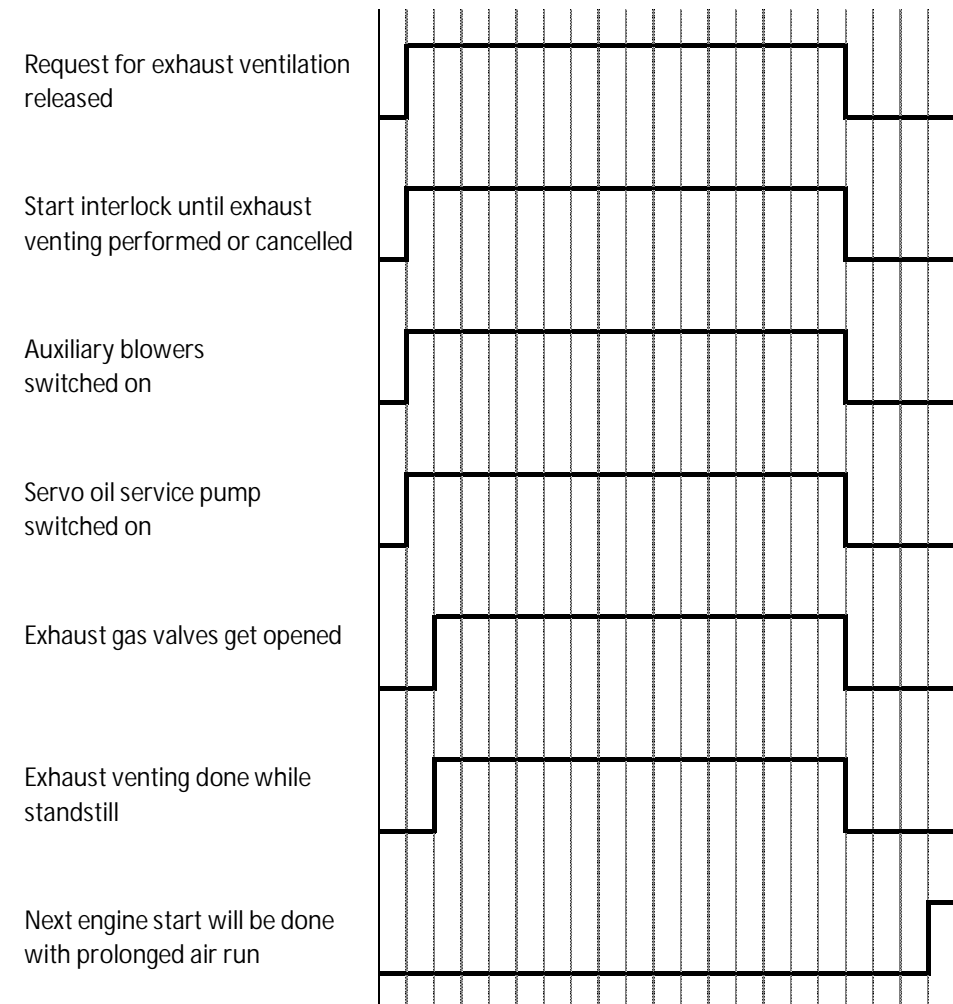 Request for exhaust ventilation
released
Start interlock until exhaust
venting performed or cancelled
Auxiliary blowers
switched on
Servo oil service pump
switched on
Exhaust gas valves get opened
Exhaust venting done while
standstill
Next engine start will be done
with prolonged air run